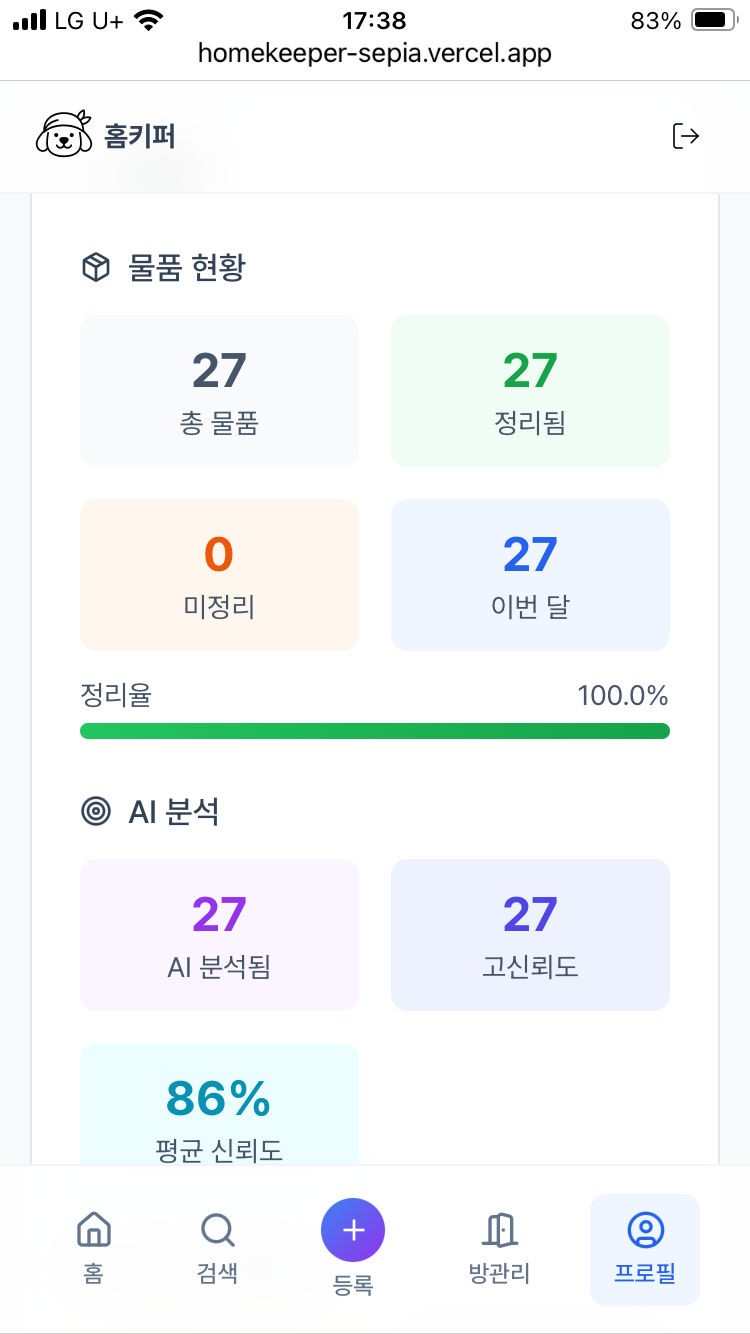 LG U+ 17:38 83%
homekeeper-sepia.vercel.app
홈키퍼
물품 현황
27
총 물품
27
정리됨
0
미정리
27
이번 달
정리율 100.0%
AI 분석
27
AI 분석됨
27
고신뢰도
86%
평균 신뢰도
홈 검색 등록 방관리 프로필